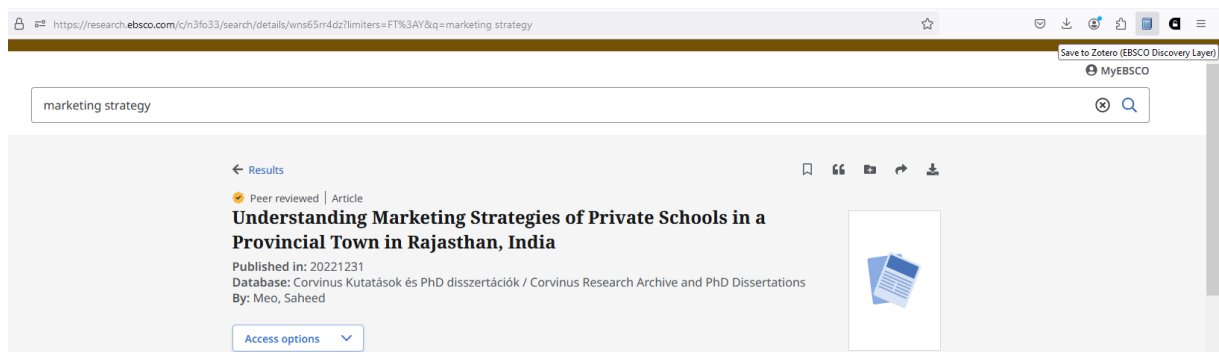 https://research.ebsco.com/c/n3fo33/search/details/wns65rr4dz?limiters=FT%3AY&q=marketing strategy
Save to Zotero (EBSCO Discovery Layer)
MyEBSCO
marketing strategy
Results
Peer reviewed | Article
Understanding Marketing Strategies of Private Schools in a
Provincial Town in Rajasthan, India
Published in: 20221231
Database: Corvinus Kutatások és PhD disszertációk / Corvinus Research Archive and PhD Dissertations
By: Meo, Saheed
Access options